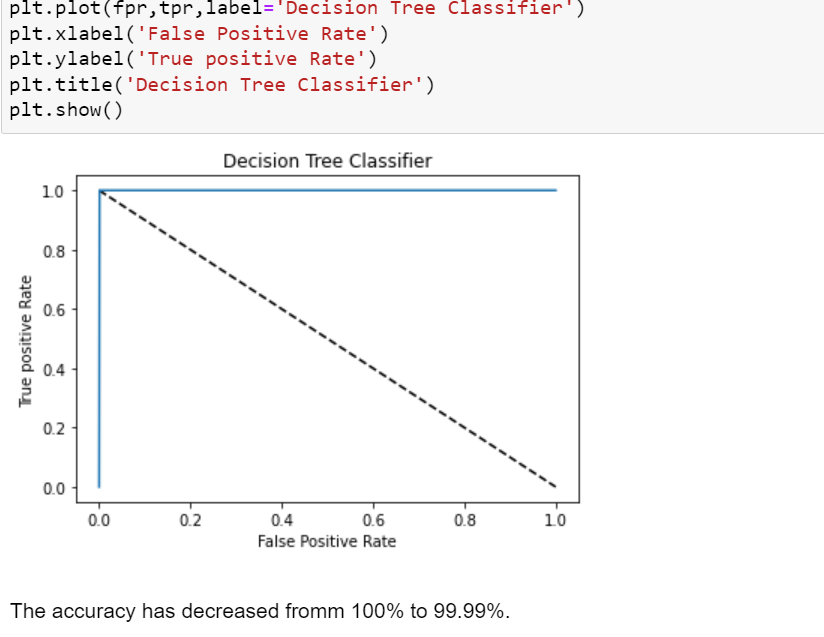 plt.plot(fpr,tpr,label='Decision Tree Classifier')
plt.xlabel('False Positive Rate')
plt.ylabel('True positive Rate')
plt.title('Decision Tree Classifier')
plt.show()
Decision Tree Classifier
1.0
0.8
0.6
0.4
0.2
0.0
True positive Rate
0.0 0.2 0.4 0.6 0.8 1.0
False Positive Rate
The accuracy has decreased fromm 100% to 99.99%.